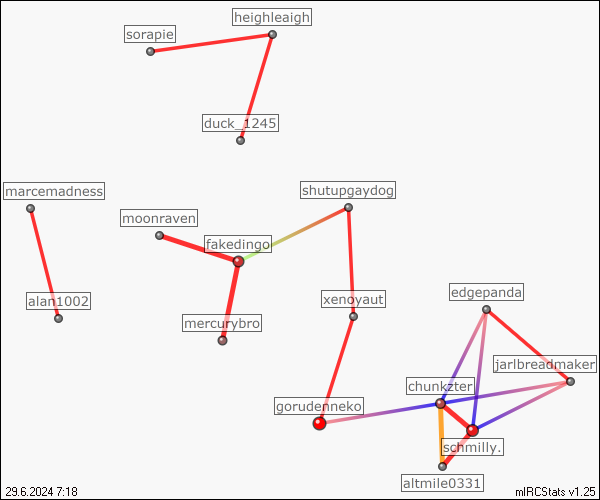 heighleaigh
sorapie
duck_1245
marcemadness
shutupgaydog
moonraven
fakedingo
alan1002
xenoyaut
edgepanda
mercurybro
jarlbreadmaker
chunkzter
gorudenneko
schmilly.
altmile0331
29.6.2024 7:18
mIRCStats v1.25